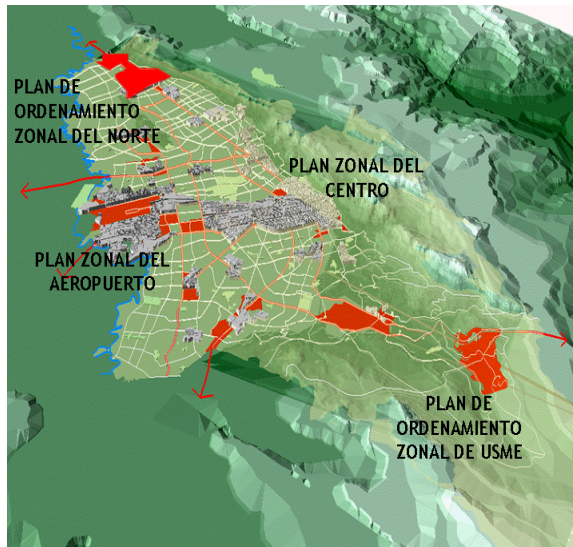 PLAN DE
ORDENAMIENTO
ZONAL DEL NORTE
PLAN ZONAL DEL
CENTRO
PLAN ZONAL DEL
AEROPUERTO
PLAN DE
ORDENAMIENTO
ZONAL DE USME